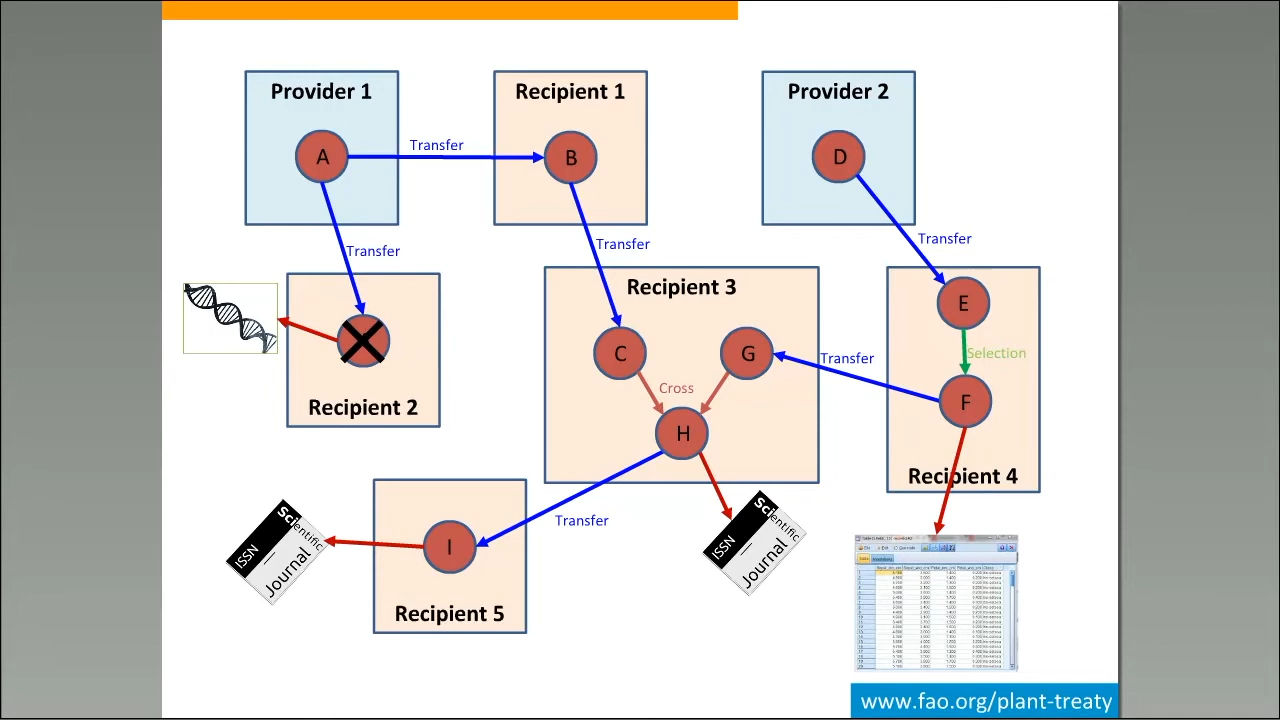 Provider 1
Recipient 1
Provider 2
A
Transfer
B
D
Transfer
Transfer
Transfer
Recipient 3
E
C
G
Transfer
Selection
Cross
Recipient 2
F
H
Recipient 4
Scientific
Journal
ISSN
I
Transfer
Scientific
Journal
ISSN
Recipient 5
www.fao.org/plant-treaty